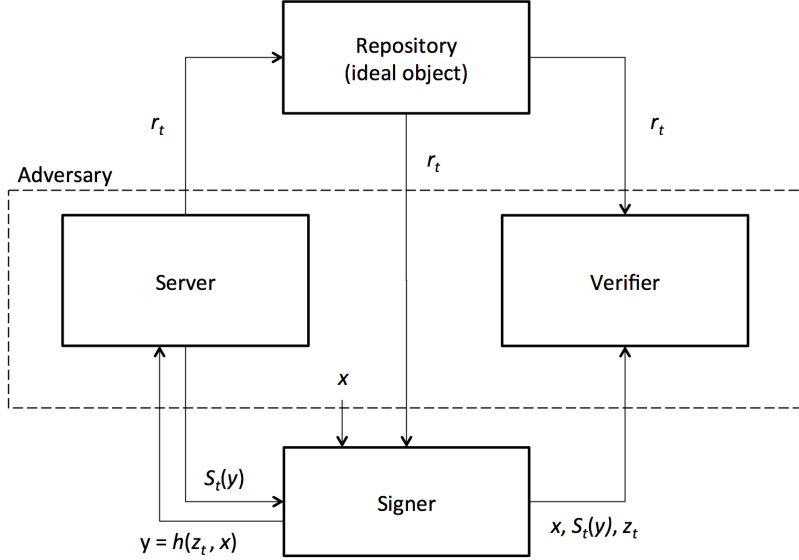 Repository
(ideal object)
r_t
r_t
r_t
Adversary
Server
Verifier
x
S_t(y)
Signer
y = h(z_t, x)
x, S_t(y), z_t